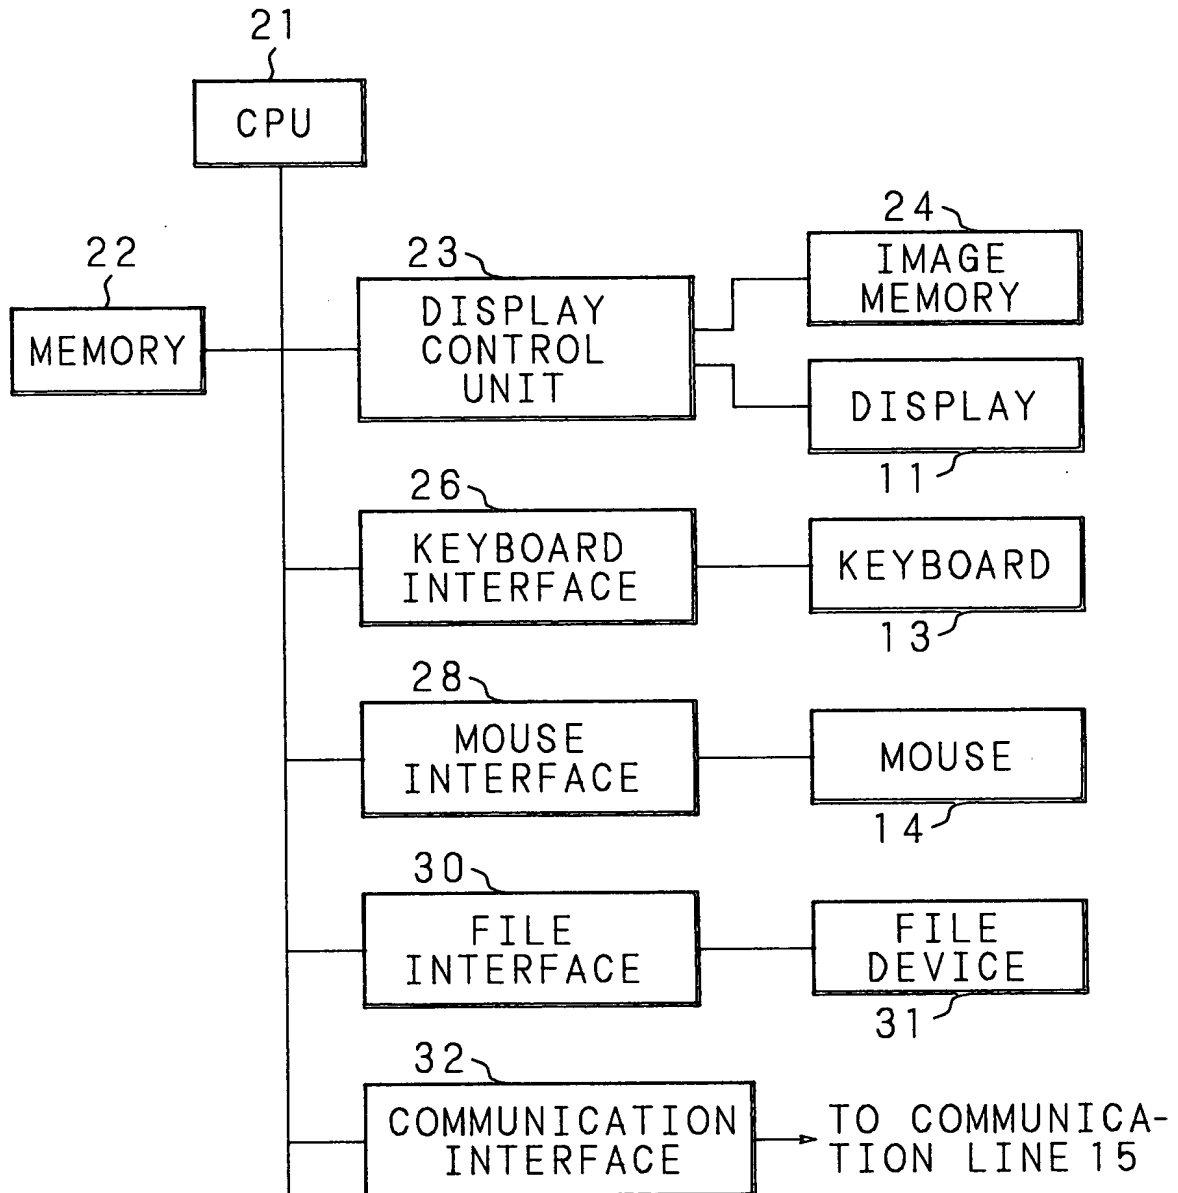 21
CPU
24
IMAGE
MEMORY
22
23
MEMORY
DISPLAY
CONTROL
UNIT
DISPLAY
11
26
KEYBOARD
INTERFACE
KEYBOARD
13
28
MOUSE
INTERFACE
MOUSE
14
30
FILE
INTERFACE
FILE
DEVICE
31
32
COMMUNICATION
INTERFACE
TO COMMUNICA-
TION LINE 15